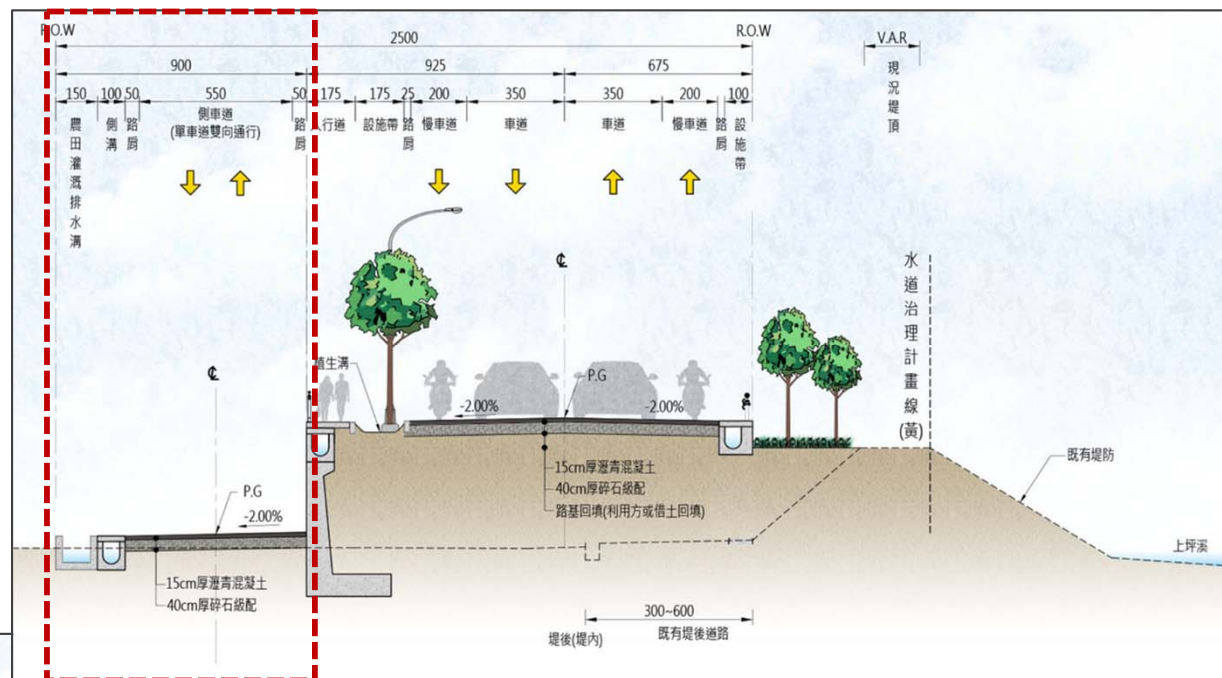 R.O.W
R.O.W
V.A.R.
2500
900
925
675
150
100
50
550
50
175
175
25
200
350
350
200
100
農田灌溉排水溝
側溝
路肩
側車道
(單車道雙向通行)
路肩
人行道
設施帶
路肩
慢車道
車道
車道
慢車道
路肩
設施帶
現況堤頂
℄
℄
水道治理計畫線(黃)
植生溝
P.G
-2.00%
-2.00%
既有堤防
15cm厚瀝青混凝土
40cm厚碎石級配
路基回填(利用方或借土回填)
P.G
-2.00%
上坪溪
15cm厚瀝青混凝土
40cm厚碎石級配
300~600
堤後(堤內)
既有堤後道路